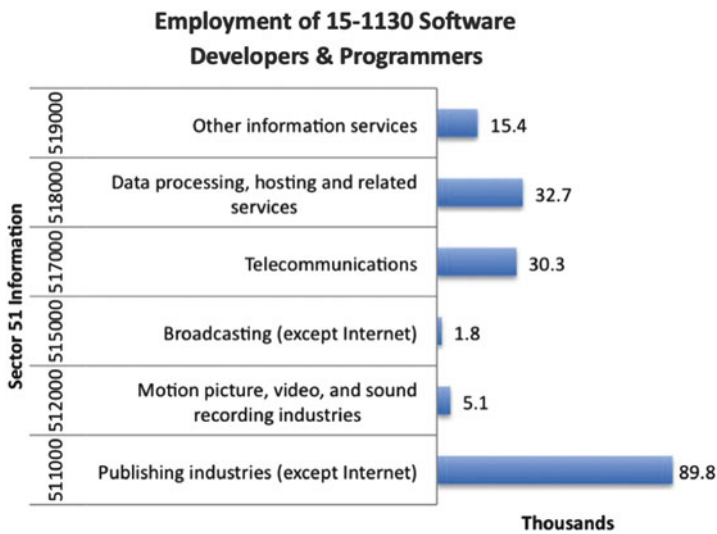 Employment of 15-1130 Software
Developers & Programmers
Sector 51 Information
519000
Other information services
15.4
518000
Data processing, hosting and related
services
32.7
517000
Telecommunications
30.3
515000
Broadcasting (except Internet)
1.8
512000
Motion picture, video, and sound
recording industries
5.1
511000
Publishing industries (except Internet)
89.8
Thousands